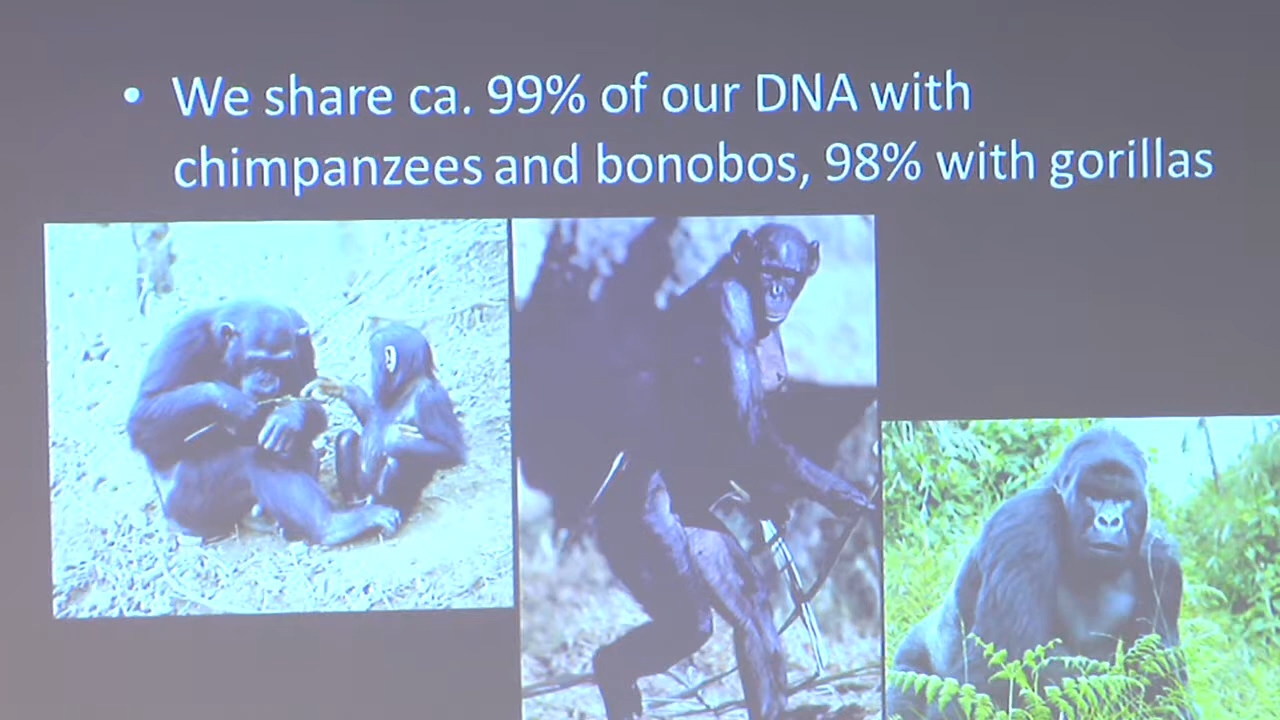 • We share ca. 99% of our DNA with
chimpanzees and bonobos, 98% with gorillas